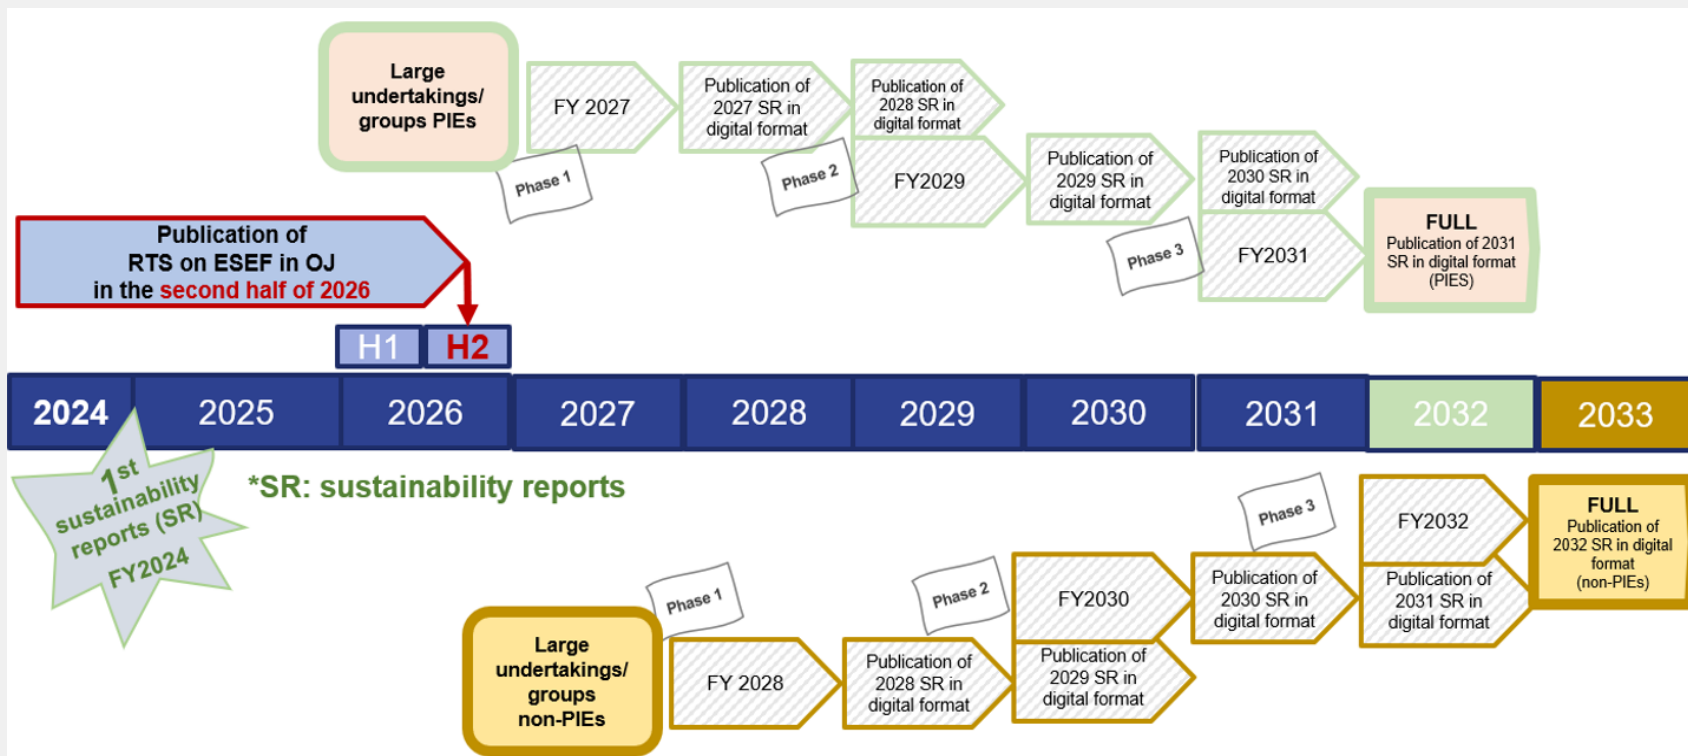 Large
undertakings/
groups PIEs
FY 2027
Publication of
2027 SR in
digital format
Publication of
2028 SR in
digital format
Phase 1
Phase 2
FY2029
Publication of
2029 SR in
digital format
Publication of
2030 SR in
digital format
Phase 3
FY2031
FULL
Publication of 2031
SR in digital format
(PIES)
Publication of
RTS on ESEF in OJ
in the second half of 2026
H1
H2
2024
2025
2026
2027
2028
2029
2030
2031
2032
2033
1st
sustainability
reports (SR)
FY2024
*SR: sustainability reports
Large
undertakings/
groups
non-PIEs
Phase 1
FY 2028
Publication of
2028 SR in
digital format
Phase 2
FY2030
Publication of
2029 SR in
digital format
Publication of
2030 SR in
digital format
Phase 3
FY2032
Publication of
2031 SR in
digital format
FULL
Publication of
2032 SR in digital
format
(non-PIEs)